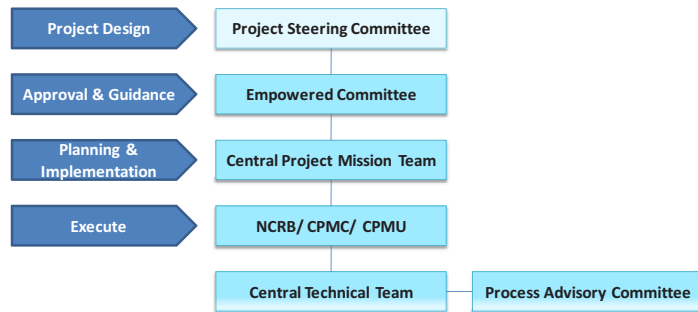 Project Design
Project Steering Committee
Approval & Guidance
Empowered Committee
Planning &
Implementation
Central Project Mission Team
Execute
NCRB/ CPMC/ CPMU
Central Technical Team
Process Advisory Committee